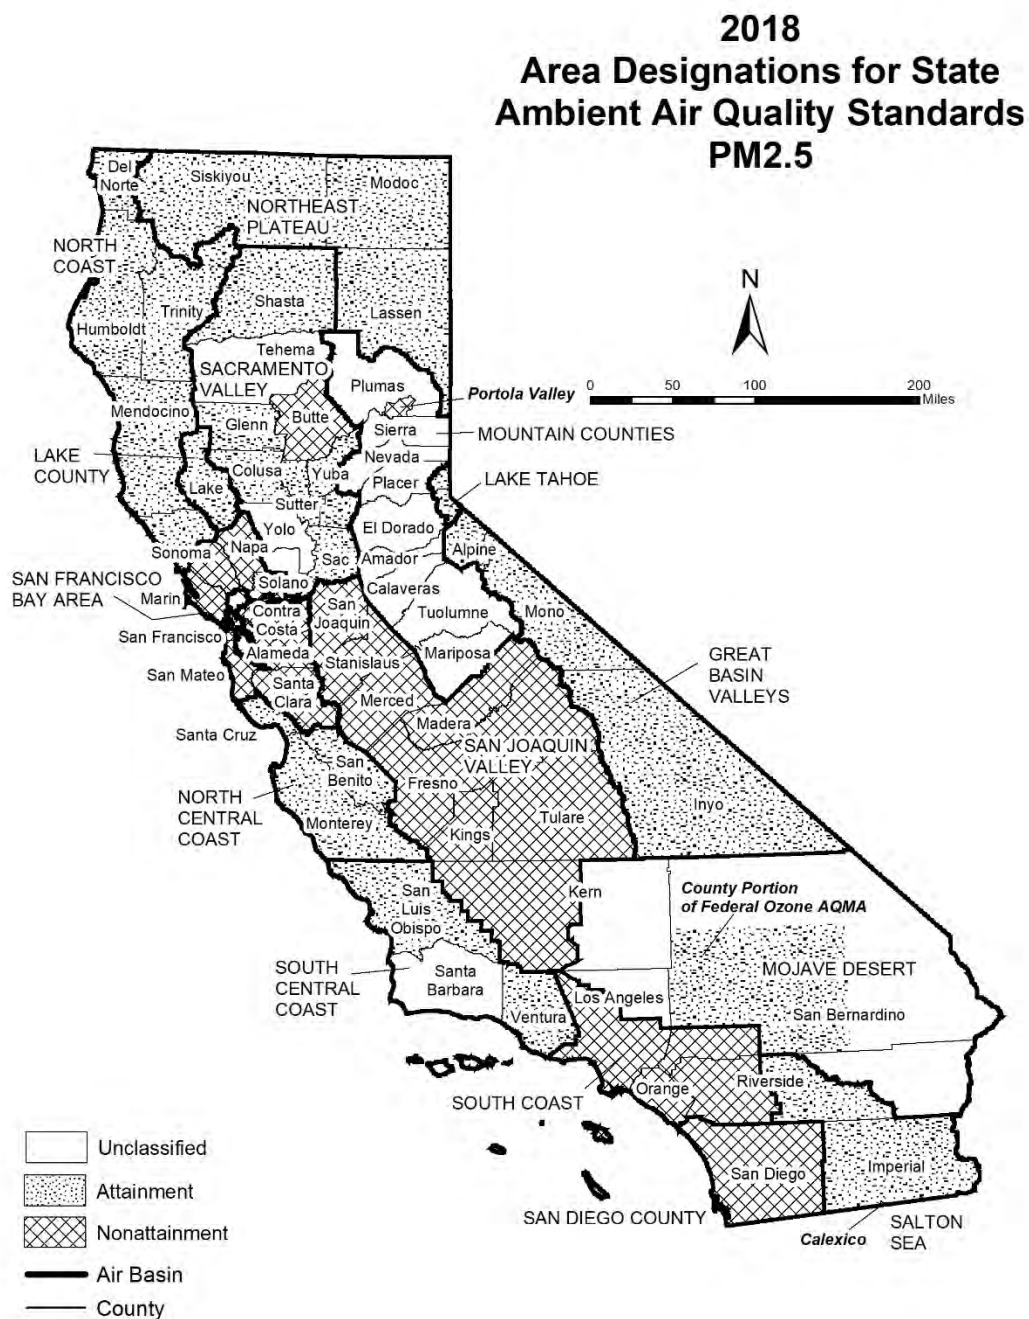 2018
Area Designations for State
Ambient Air Quality Standards
PM2.5
Del
Norte
Siskiyou
Modoc
NORTHEAST
PLATEAU
NORTH
COAST
N
Shasta
Lassen
Trinity
Humboldt
Tehema
SACRAMENTO
VALLEY
Plumas
Portola Valley
0 50 100 200
Miles
Mendocino
Glenn
Butte
Sierra
MOUNTAIN COUNTIES
LAKE
COUNTY
Colusa
Yuba
Nevada
Placer
LAKE TAHOE
Lake
Sutter
Yolo
El Dorado
Sonoma
Napa
Sac
Amador
Alpine
SAN FRANCISCO
BAY AREA
Solano
Calaveras
Marin
Contra
Costa
San
Joaquin
Tuolumne
Mono
San Francisco
Alameda
Stanislaus
Mariposa
GREAT
BASIN
VALLEYS
San Mateo
Santa
Clara
Merced
Madera
Santa Cruz
SAN JOAQUIN
VALLEY
San
Benito
Fresno
NORTH
CENTRAL
COAST
Monterey
Kings
Tulare
Inyo
San
Luis
Obispo
Kern
County Portion
of Federal Ozone AQMA
SOUTH
CENTRAL
COAST
Santa
Barbara
MOJAVE DESERT
Los Angeles
Ventura
San Bernardino
SOUTH COAST
Orange
Riverside
Unclassified
Attainment
Nonattainment
Air Basin
County
San Diego
Imperial
SAN DIEGO COUNTY
Calexico
SALTON
SEA